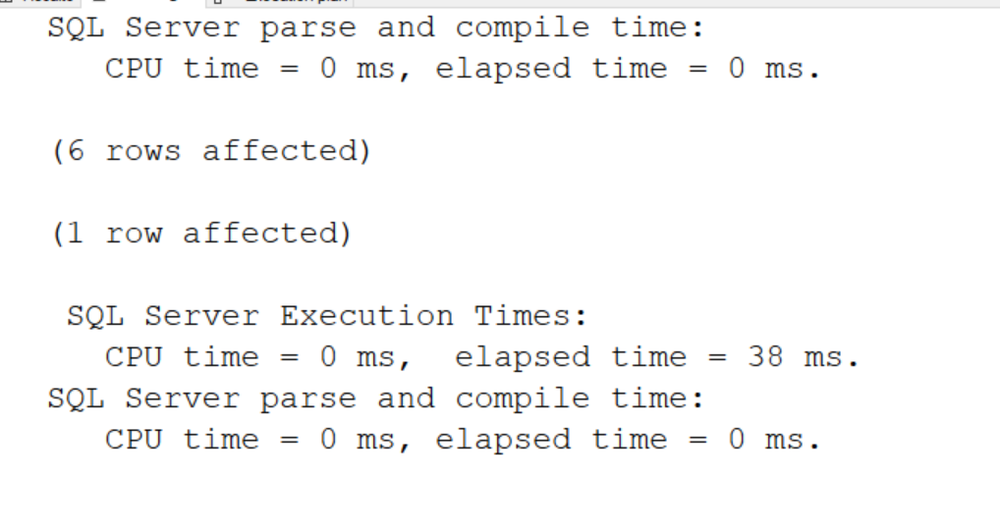 SQL Server parse and compile time:
CPU time = 0 ms, elapsed time = 0 ms.
(6 rows affected)
(1 row affected)
SQL Server Execution Times:
CPU time = 0 ms,  elapsed time = 38 ms.
SQL Server parse and compile time:
CPU time = 0 ms, elapsed time = 0 ms.